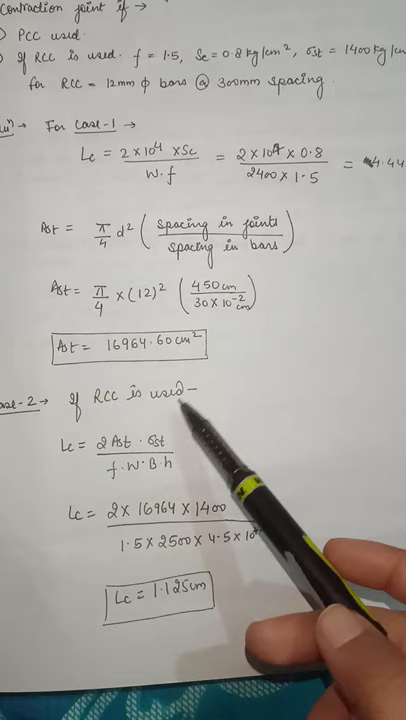 Contraction joint if →
) PCC used.
) If RCC is used. f = 1.5, Sc = 0.8 kg/cm², σst = 1400 kg/cm
for RCC = 12mm ϕ bars @ 300mm spacing.
→ For Case-1 →
Lc = 2 × 10⁴ × Sc / W.f = 2 × 10⁴ × 0.8 / 2400 × 1.5 = 4.44
Ast = π/4 d² (spacing in joints / spacing in bars)
Ast = π/4 × (12)² (450cm / 30 × 10⁻² cm)
Ast = 16964.60 cm²
ase-2 → If RCC is used –
Lc = 2 Ast . σst / f. W. B. h
Lc = 2 × 16964 × 1400 / 1.5 × 2500 × 4.5 × 10
Lc = 1.125cm